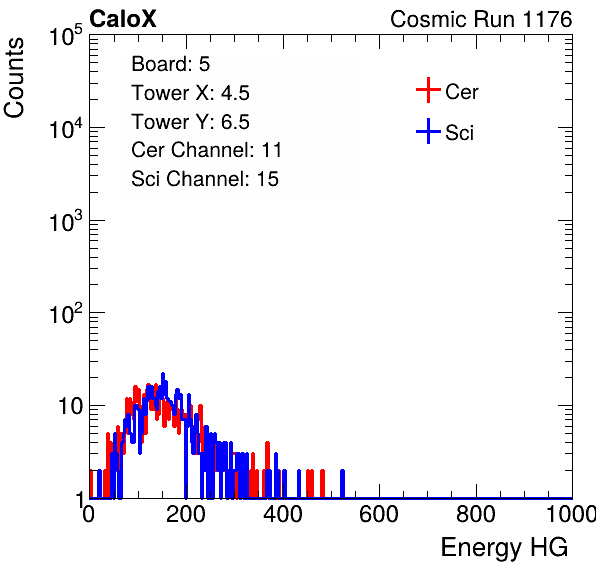 CaloX Cosmic Run 1176
Counts
10^5
10^4
10^3
10^2
10
1
Board: 5
Tower X: 4.5
Tower Y: 6.5
Cer Channel: 11
Sci Channel: 15
Cer
Sci
0 200 400 600 800 1000
Energy HG